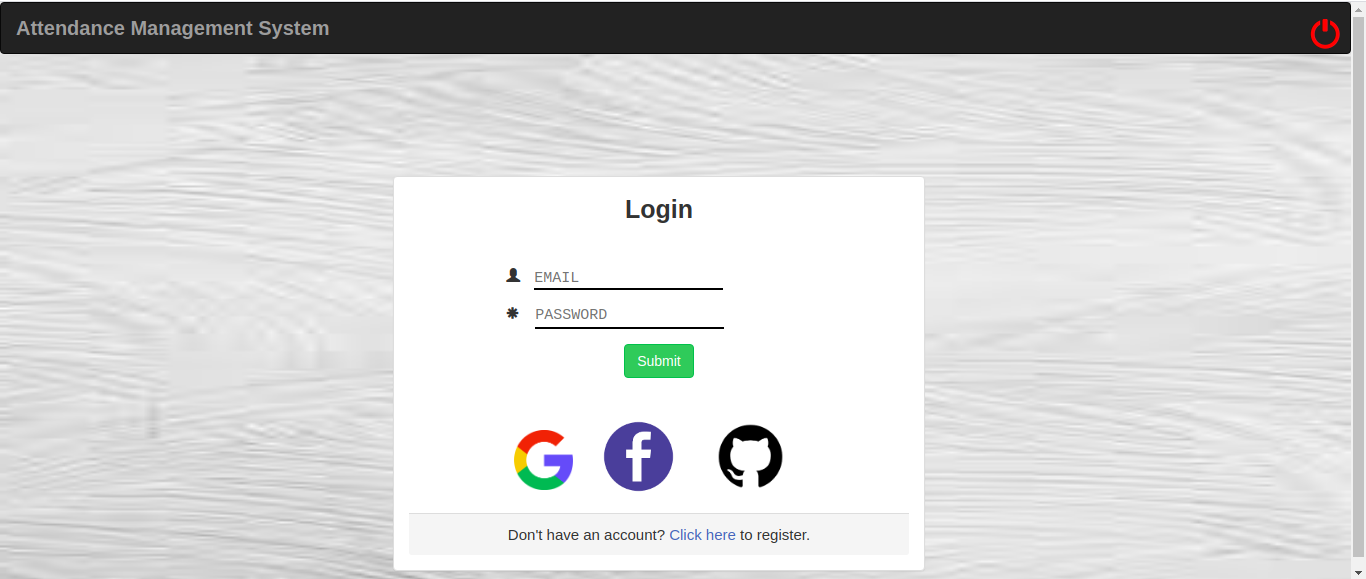 Attendance Management System
Login
EMAIL
PASSWORD
Submit
Don't have an account? Click here to register.